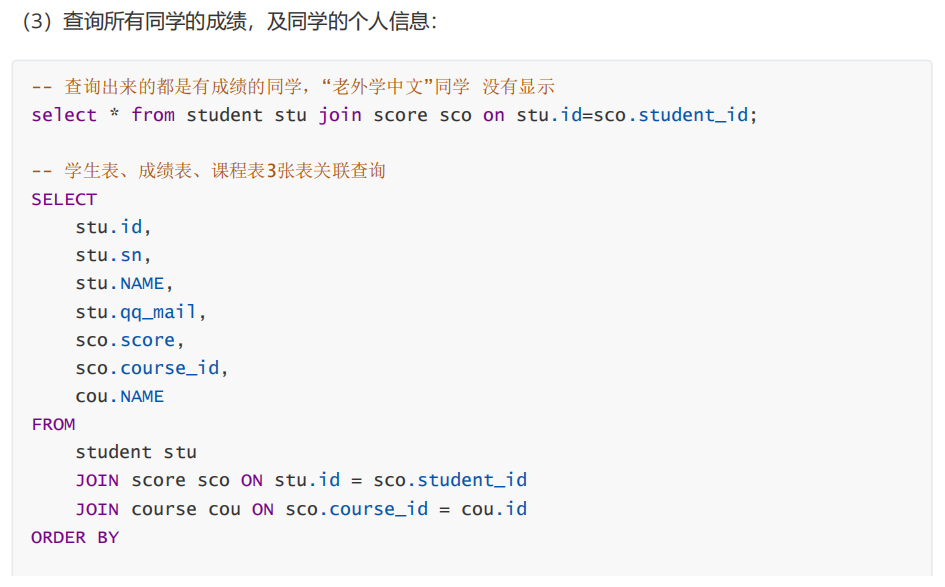 （3）查询所有同学的成绩，及同学的个人信息：
-- 查询出来的都是有成绩的同学，“老外学中文”同学 没有显示
select * from student stu join score sco on stu.id=sco.student_id;
-- 学生表、成绩表、课程表3张表关联查询
SELECT
stu.id,
stu.sn,
stu.NAME,
stu.qq_mail,
sco.score,
sco.course_id,
cou.NAME
FROM
student stu
JOIN score sco ON stu.id = sco.student_id
JOIN course cou ON sco.course_id = cou.id
ORDER BY